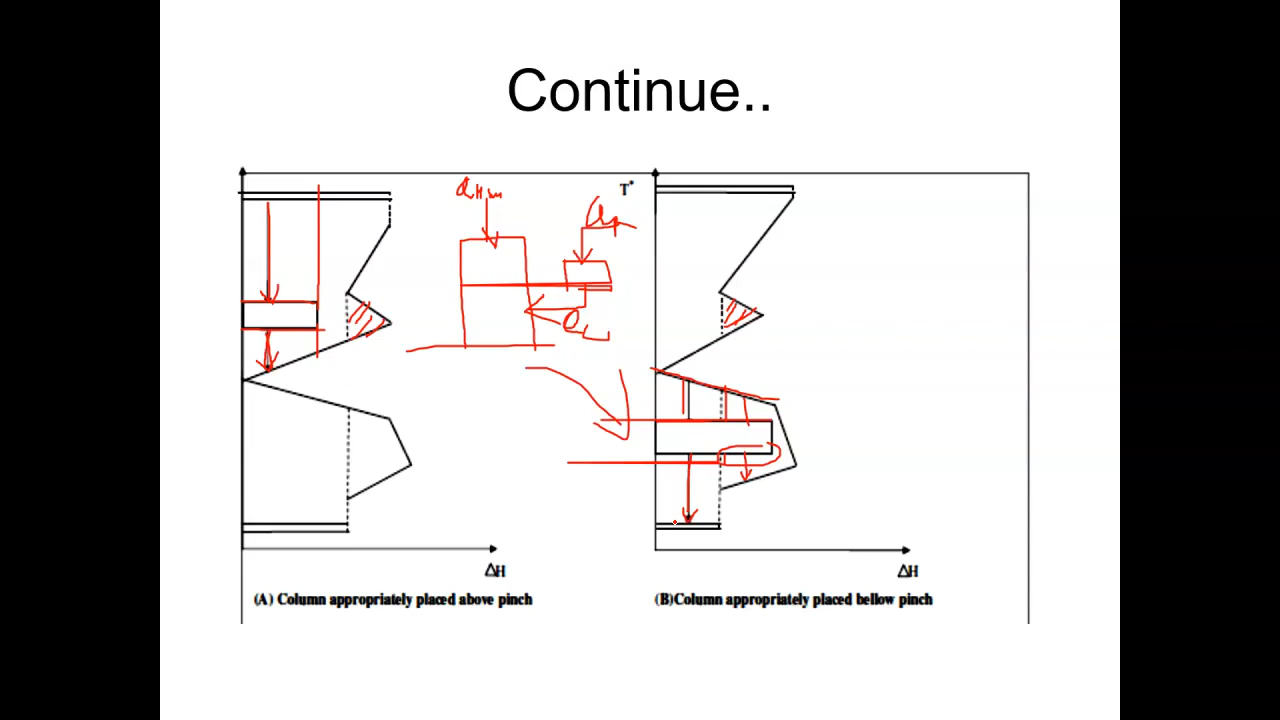 Continue..
T*
ΔH
ΔH
(A) Column appropriately placed above pinch
(B)Column appropriately placed bellow pinch